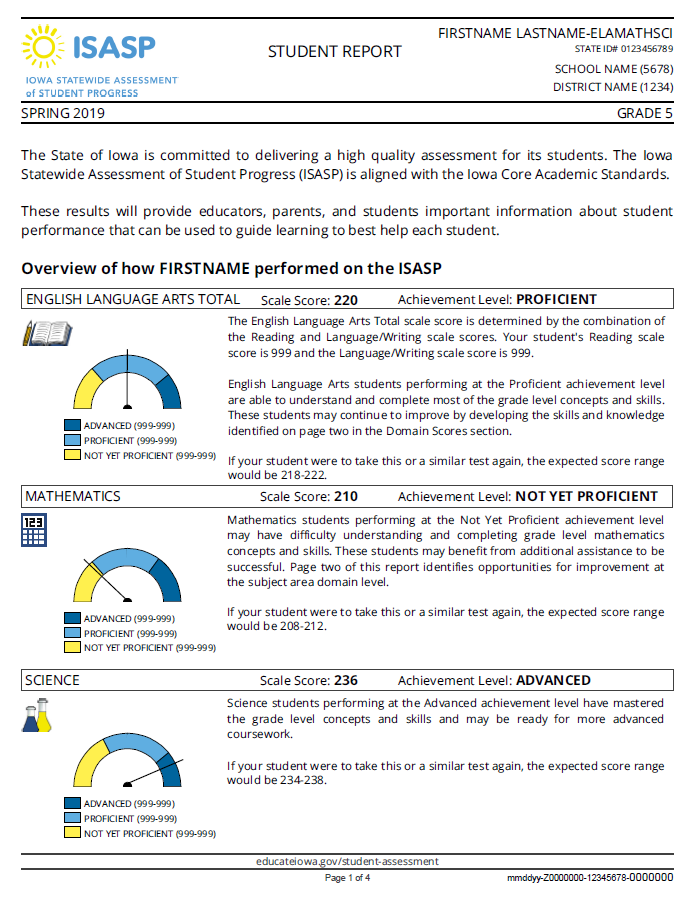 ISASP
IOWA STATEWIDE ASSESSMENT
of STUDENT PROGRESS
STUDENT REPORT
FIRSTNAME LASTNAME-ELAMATHSCI
STATE ID# 0123456789
SCHOOL NAME (5678)
DISTRICT NAME (1234)
SPRING 2019 GRADE 5
The State of Iowa is committed to delivering a high quality assessment for its students. The Iowa
Statewide Assessment of Student Progress (ISASP) is aligned with the Iowa Core Academic Standards.
These results will provide educators, parents, and students important information about student
performance that can be used to guide learning to best help each student.
Overview of how FIRSTNAME performed on the ISASP
ENGLISH LANGUAGE ARTS TOTAL Scale Score: 220 Achievement Level: PROFICIENT
The English Language Arts Total scale score is determined by the combination of
the Reading and Language/Writing scale scores. Your student's Reading scale
score is 999 and the Language/Writing scale score is 999.
English Language Arts students performing at the Proficient achievement level
are able to understand and complete most of the grade level concepts and skills.
These students may continue to improve by developing the skills and knowledge
identified on page two in the Domain Scores section.
If your student were to take this or a similar test again, the expected score range
would be 218-222.
ADVANCED (999-999)
PROFICIENT (999-999)
NOT YET PROFICIENT (999-999)
MATHEMATICS Scale Score: 210 Achievement Level: NOT YET PROFICIENT
123
Mathematics students performing at the Not Yet Proficient achievement level
may have difficulty understanding and completing grade level mathematics
concepts and skills. These students may benefit from additional assistance to be
successful. Page two of this report identifies opportunities for improvement at
the subject area domain level.
If your student were to take this or a similar test again, the expected score range
would be 208-212.
ADVANCED (999-999)
PROFICIENT (999-999)
NOT YET PROFICIENT (999-999)
SCIENCE Scale Score: 236 Achievement Level: ADVANCED
Science students performing at the Advanced achievement level have mastered
the grade level concepts and skills and may be ready for more advanced
coursework.
If your student were to take this or a similar test again, the expected score range
would be 234-238.
ADVANCED (999-999)
PROFICIENT (999-999)
NOT YET PROFICIENT (999-999)
educateiowa.gov/student-assessment
Page 1 of 4 mmddyy-Z0000000-12345678-0000000